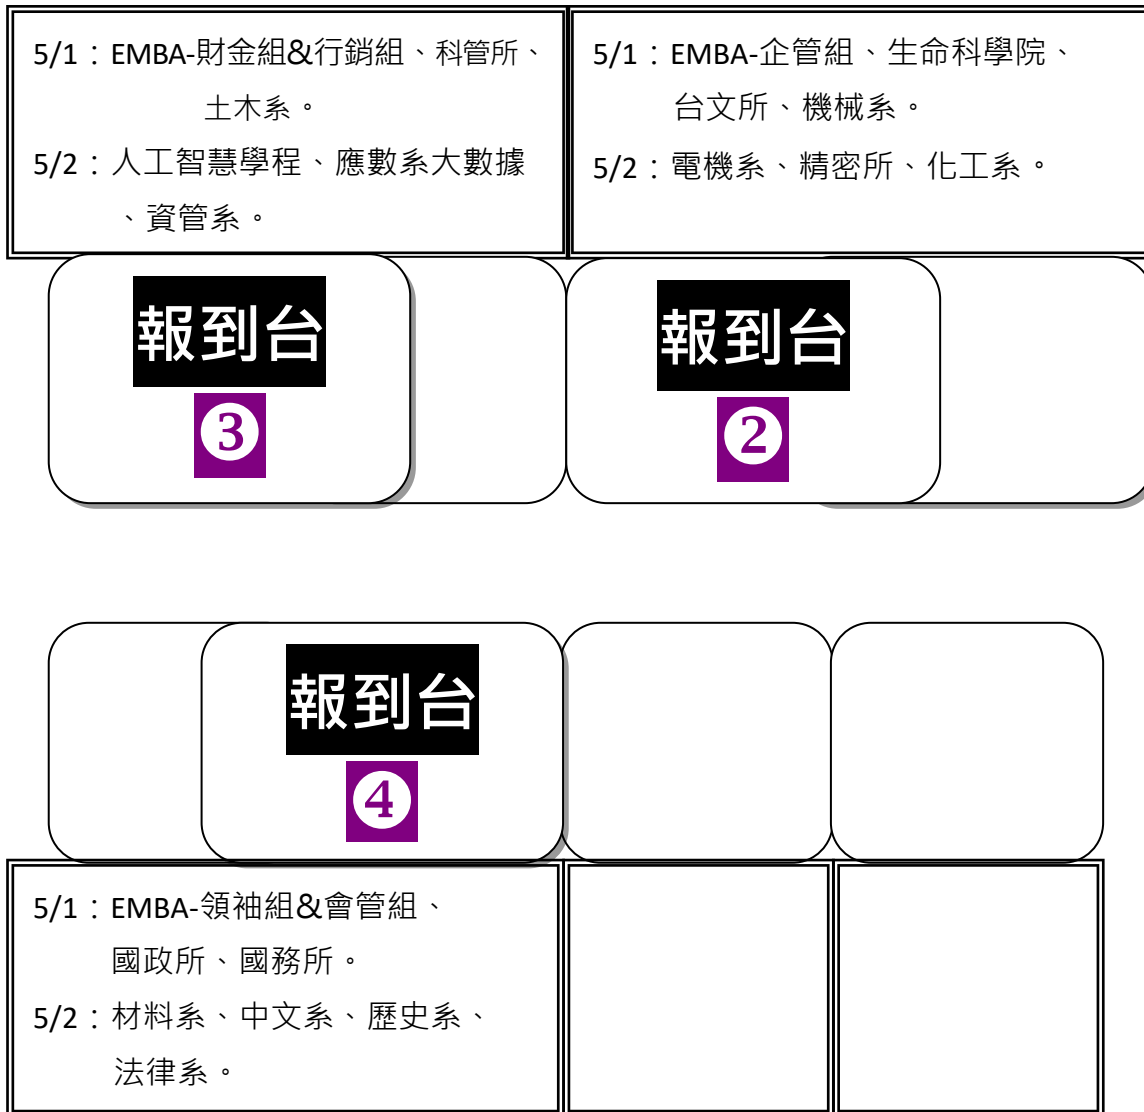 5/1：EMBA-財金組&行銷組、科管所、
土木系。
5/2：人工智慧學程、應數系大數據
、資管系。
5/1：EMBA-企管組、生命科學院、
台文所、機械系。
5/2：電機系、精密所、化工系。
報到台
❸
報到台
❷
報到台
❹
5/1：EMBA-領袖組&會管組、
國政所、國務所。
5/2：材料系、中文系、歷史系、
法律系。